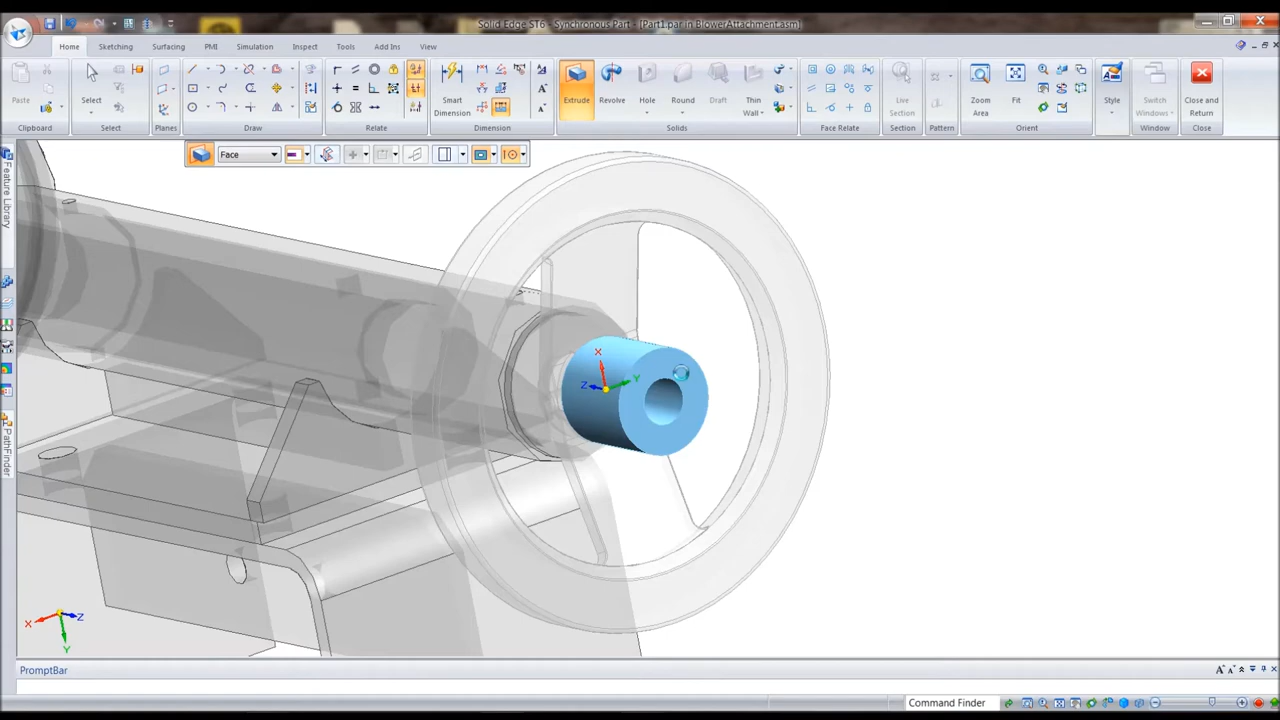 Solid Edge ST6 - Synchronous Part - [Part1.par in BlowerAttachment.asm]
Home Sketching Surfacing PMI Simulation Inspect Tools Add Ins View
Paste Select Smart Dimension Extrude Revolve Hole Round Draft Thin Wall Live Section Zoom Area Fit Style Switch Windows Close and Return
Clipboard Select Planes Draw Relate Dimension Solids Face Relate Section Pattern Orient Window Close
Face
Feature Library
X
Z Y
PathFinder
X Z
Y
PromptBar
Command Finder